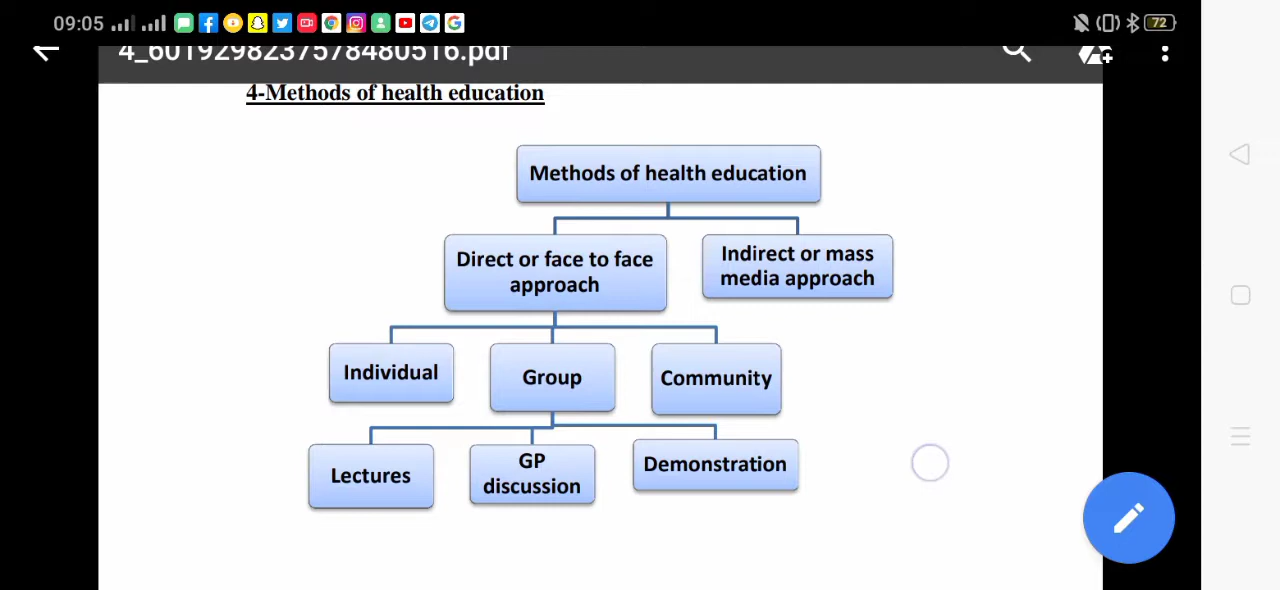 09:05
72
4_6019298237578480516.pdf
4-Methods of health education
Methods of health education
Direct or face to face
approach
Indirect or mass
media approach
Individual
Group
Community
Lectures
GP
discussion
Demonstration